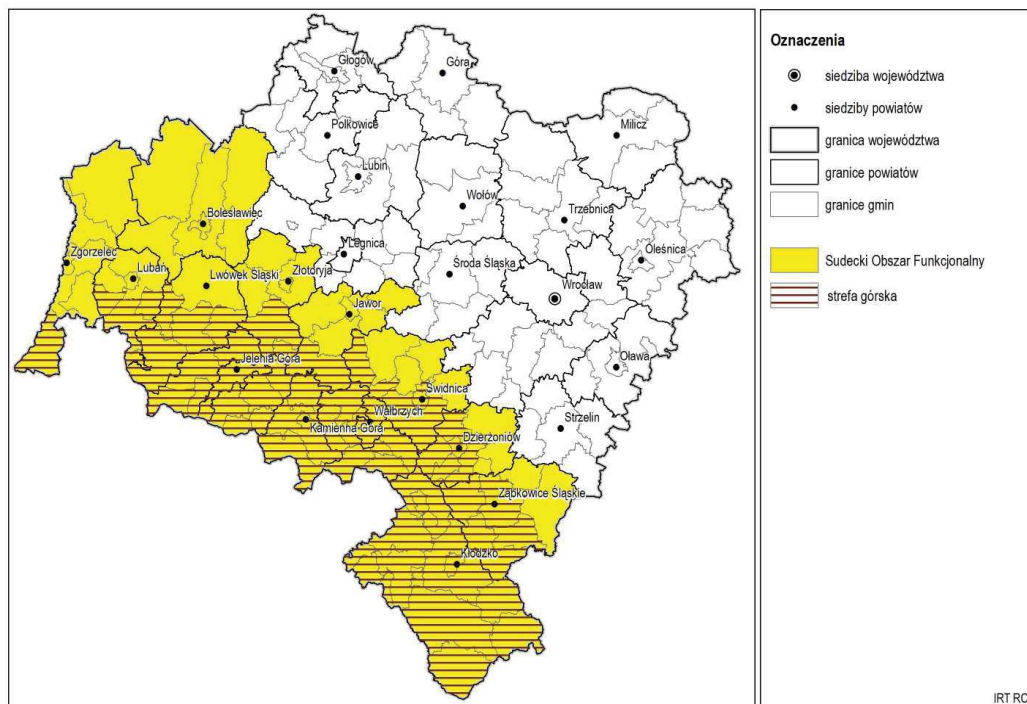 Głogów
Góra
Polkowice
Milicz
Lubin
Wołów
Trzebnica
Bolesławiec
Legnica
Oleśnica
Zgorzelec
Lubań
Lwówek Śląski
Złotoryja
Środa Śląska
Wrocław
Jawor
Jelenia Góra
Oława
Świdnica
Wałbrzych
Kamienna Góra
Strzelin
Dzierżoniów
Ząbkowice Śląskie
Kłodzko
Oznaczenia
siedziba województwa
siedziby powiatów
granica województwa
granice powiatów
granice gmin
Sudecki Obszar Funkcjonalny
strefa górska
IRT RC